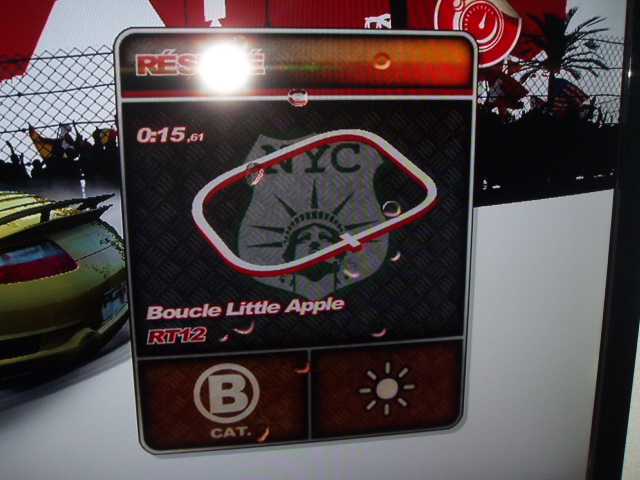 0:15,61
NYC
Boucle Little Apple
RT12
B
CAT.